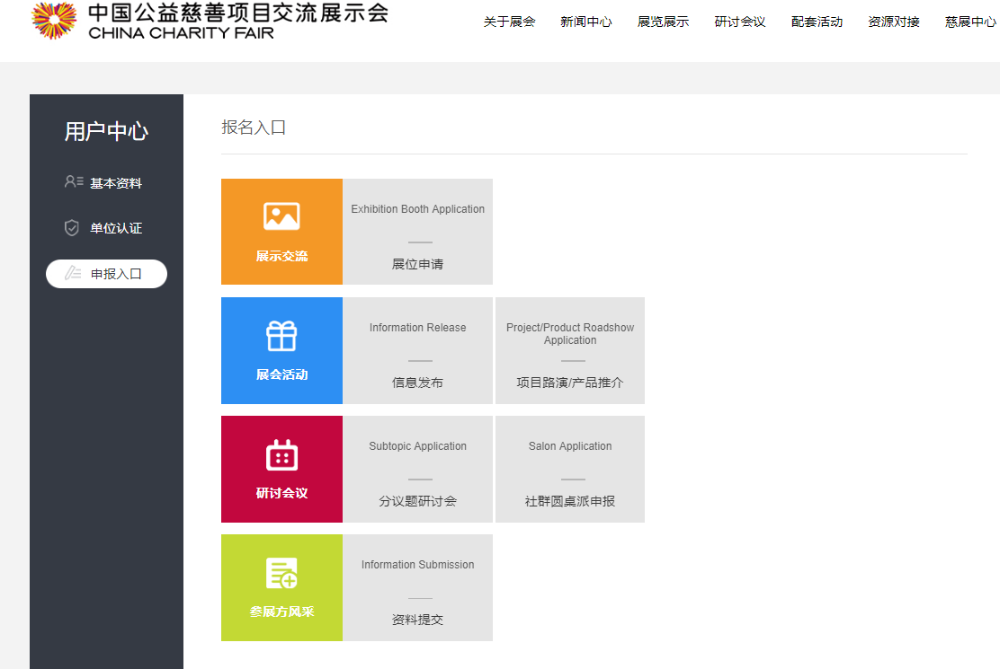 中国公益慈善项目交流展示会
CHINA CHARITY FAIR
关于展会 新闻中心 展览展示 研讨会议 配套活动 资源对接 慈展中心
用户中心
基本资料
单位认证
申报入口
报名入口
展示交流
Exhibition Booth Application
展位申请
展会活动
Information Release
信息发布
Project/Product Roadshow
Application
项目路演/产品推介
研讨会议
Subtopic Application
分议题研讨会
Salon Application
社群圆桌派申报
参展方风采
Information Submission
资料提交